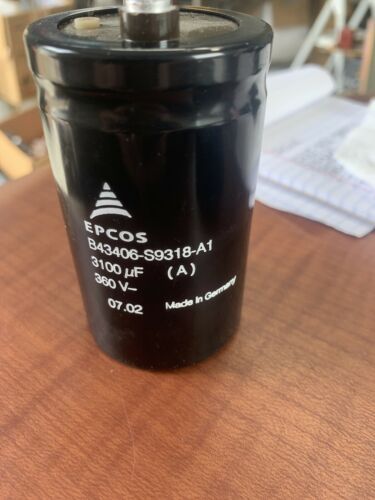 EPCOS
B43406-S9318-A1
3100 µF (A)
360 V–
07.02 Made in Germany